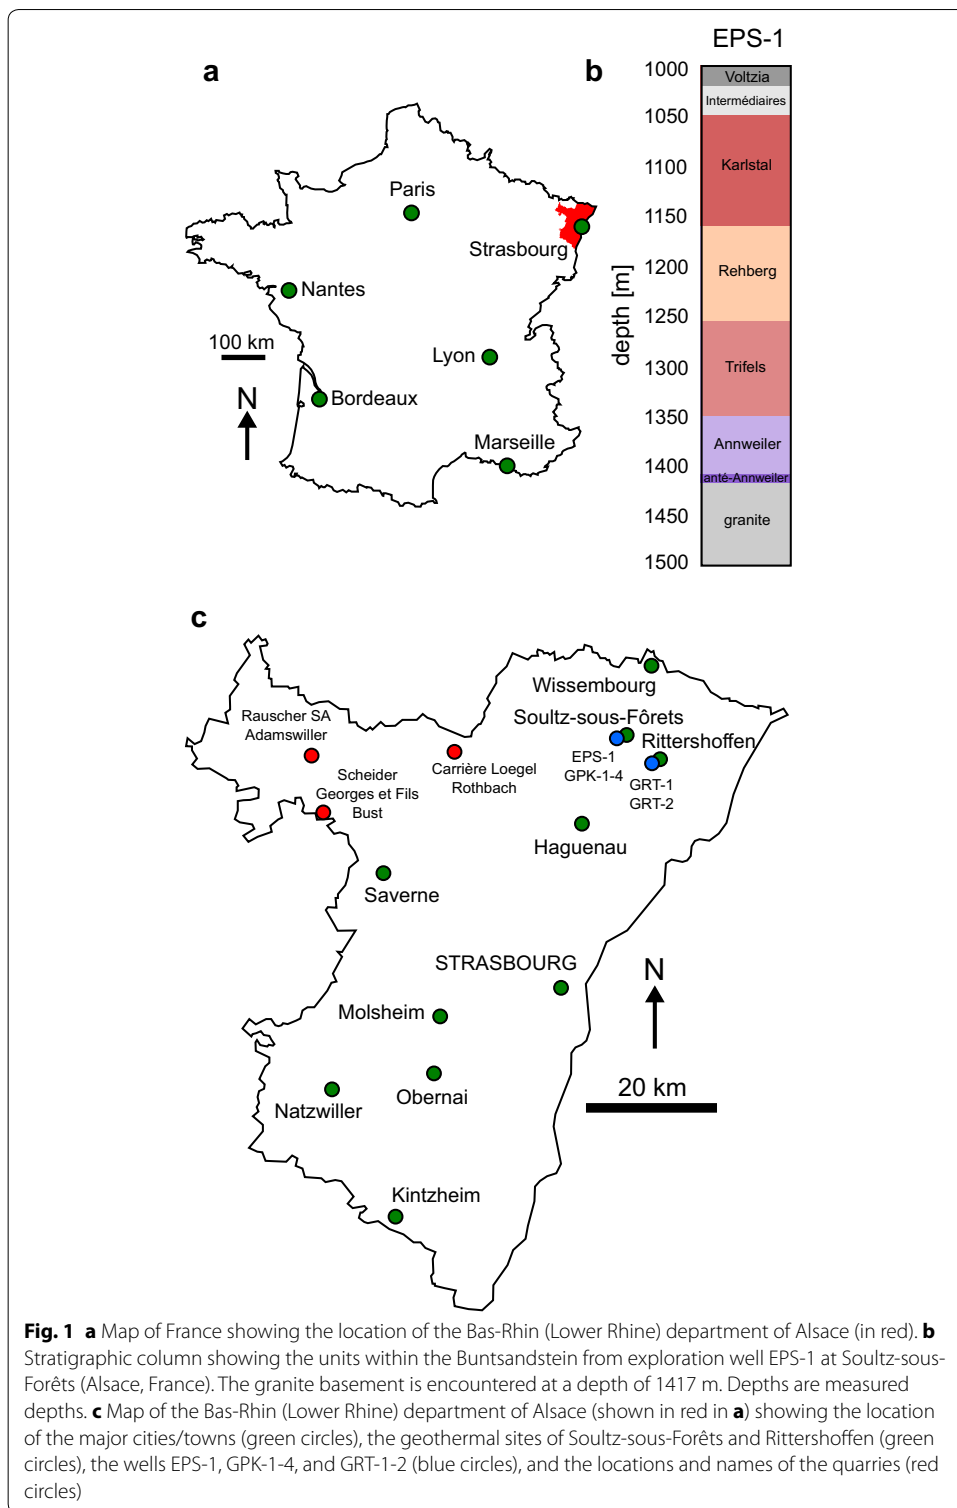 a
Paris
Strasbourg
Nantes
100 km
Lyon
N
Bordeaux
Marseille
b
EPS-1
depth [m]
1000
1050
1100
1150
1200
1250
1300
1350
1400
1450
1500
Voltzia
Intermédiaires
Karlstal
Rehberg
Trifels
Annweiler
anté-Annweiler
granite
c
Wissembourg
Soultz-sous-Fôrets
Rittershoffen
EPS-1
GPK-1-4
GRT-1
GRT-2
Rauscher SA
Adamswiller
Scheider
Georges et Fils
Bust
Carrière Loegel
Rothbach
Haguenau
Saverne
STRASBOURG
N
Molsheim
20 km
Obernai
Natzwiller
Kintzheim
Fig. 1 a Map of France showing the location of the Bas-Rhin (Lower Rhine) department of Alsace (in red). b
Stratigraphic column showing the units within the Buntsandstein from exploration well EPS-1 at Soultz-sous-
Forêts (Alsace, France). The granite basement is encountered at a depth of 1417 m. Depths are measured
depths. c Map of the Bas-Rhin (Lower Rhine) department of Alsace (shown in red in a) showing the location
of the major cities/towns (green circles), the geothermal sites of Soultz-sous-Forêts and Rittershoffen (green
circles), the wells EPS-1, GPK-1-4, and GRT-1-2 (blue circles), and the locations and names of the quarries (red
circles)